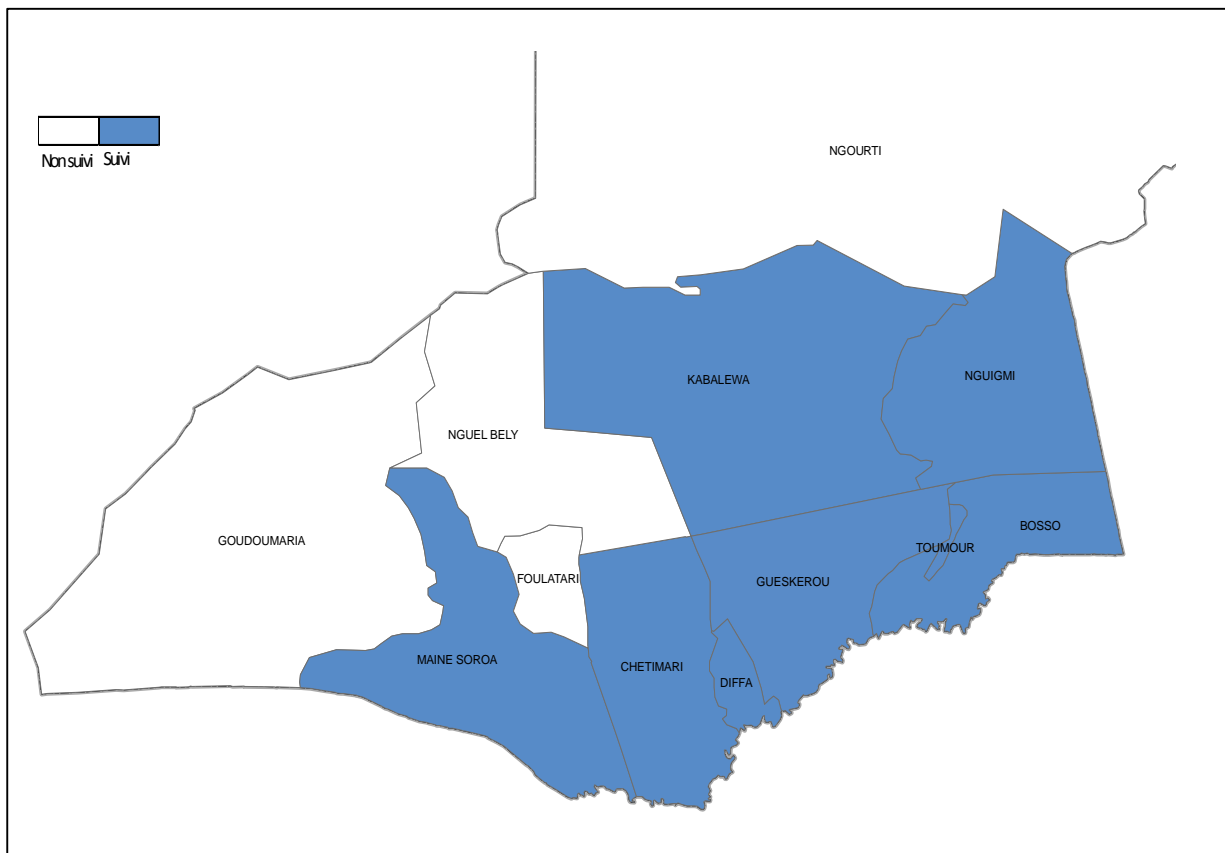 NGOURTI
Non suivi Suivi
KABALEWA
NGUIGMI
NGUEL BELY
BOSSO
GOUDOUMARIA
TOUMOUR
FOULATARI
GUESKEROU
MAINE SOROA
CHETIMARI
DIFFA